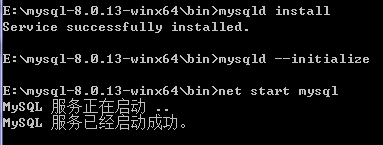 E:\mysql-8.0.13-winx64\bin>mysqld install
Service successfully installed.
E:\mysql-8.0.13-winx64\bin>mysqld --initialize
E:\mysql-8.0.13-winx64\bin>net start mysql
MySQL 服务正在启动 ..
MySQL 服务已经启动成功。